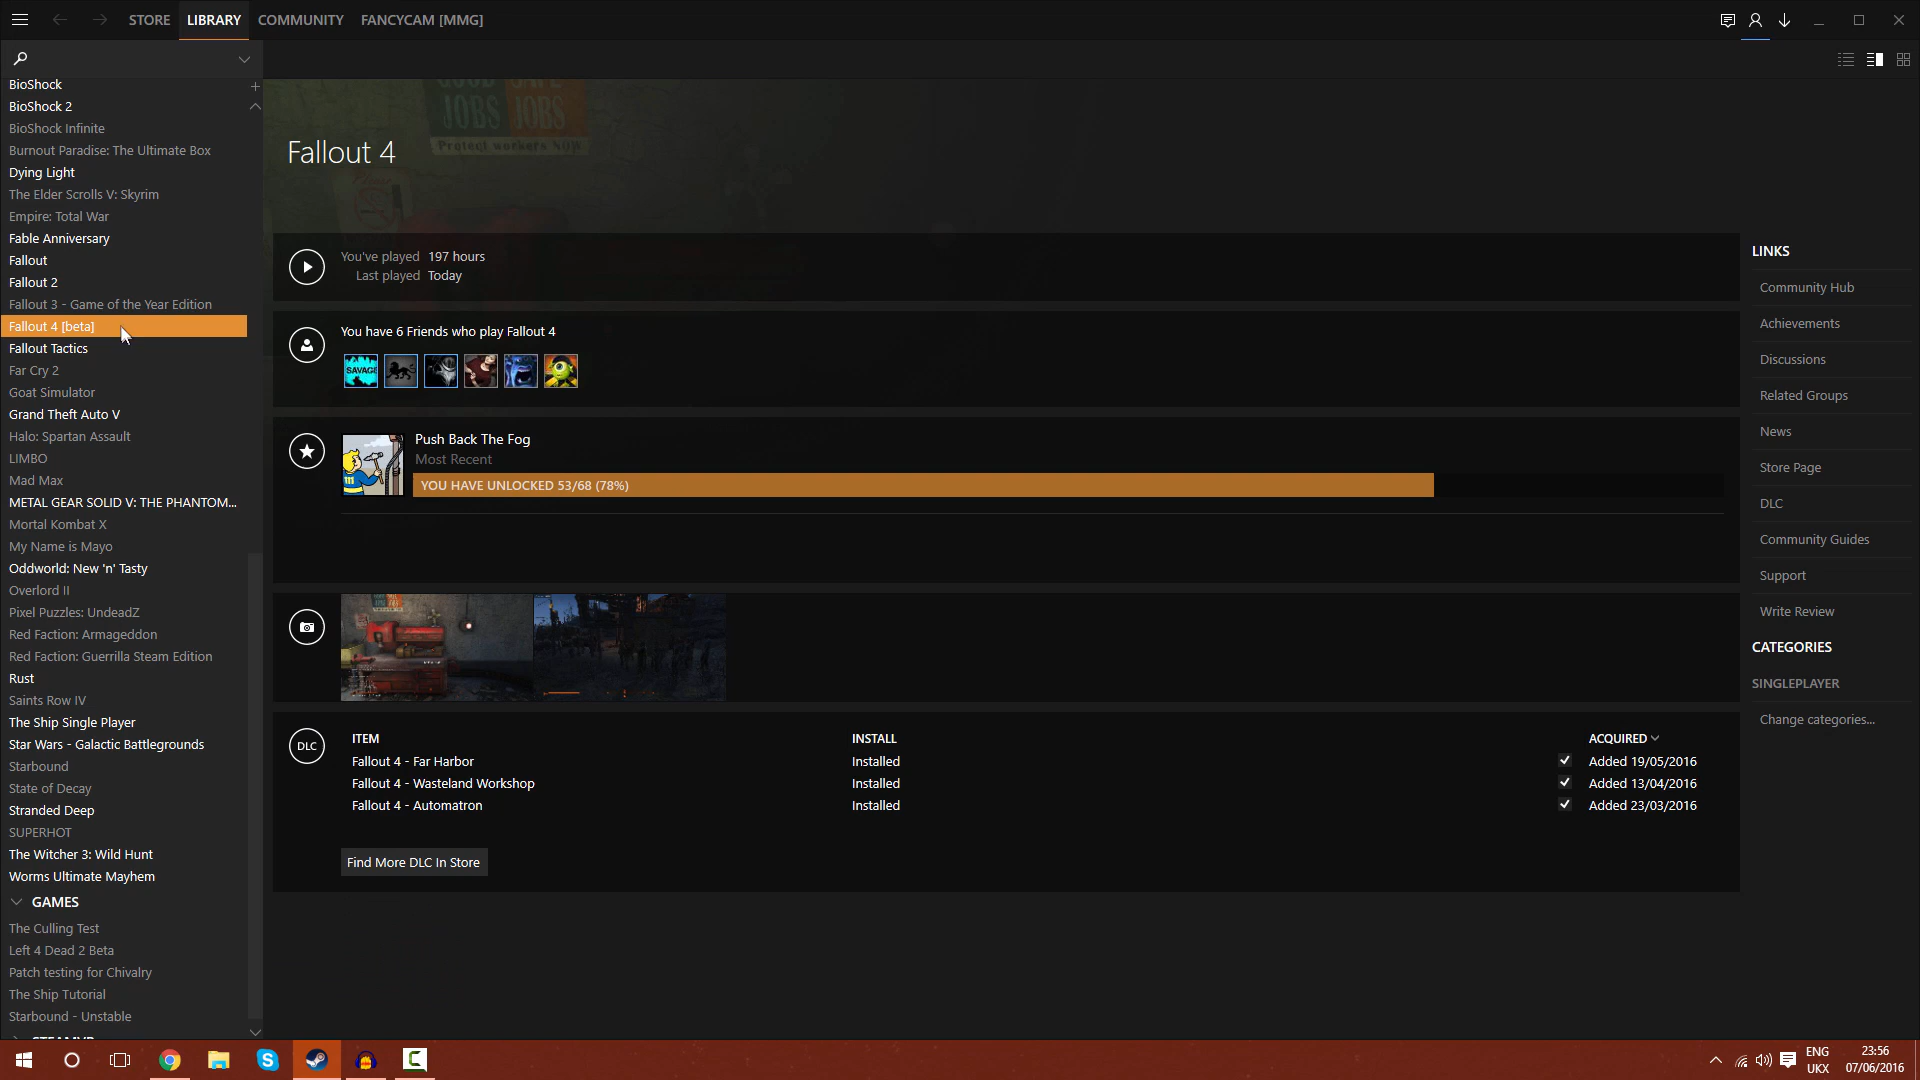 STORE LIBRARY COMMUNITY FANCYCAM [MMG]
BioShock
BioShock 2
BioShock Infinite
Burnout Paradise: The Ultimate Box
Dying Light
The Elder Scrolls V: Skyrim
Empire: Total War
Fable Anniversary
Fallout
Fallout 2
Fallout 3 - Game of the Year Edition
Fallout 4 [beta]
Fallout Tactics
Far Cry 2
Goat Simulator
Grand Theft Auto V
Halo: Spartan Assault
LIMBO
Mad Max
METAL GEAR SOLID V: THE PHANTOM...
Mortal Kombat X
My Name is Mayo
Oddworld: New 'n' Tasty
Overlord II
Pixel Puzzles: UndeadZ
Red Faction: Armageddon
Red Faction: Guerrilla Steam Edition
Rust
Saints Row IV
The Ship Single Player
Star Wars - Galactic Battlegrounds
Starbound
State of Decay
Stranded Deep
SUPERHOT
The Witcher 3: Wild Hunt
Worms Ultimate Mayhem
GAMES
The Culling Test
Left 4 Dead 2 Beta
Patch testing for Chivalry
The Ship Tutorial
Starbound - Unstable
JOBS JOBS
Protect workers NOW
Fallout 4
You've played 197 hours
Last played Today
You have 6 Friends who play Fallout 4
SAVAGE
Push Back The Fog
Most Recent
YOU HAVE UNLOCKED 53/68 (78%)
DLC
ITEM INSTALL ACQUIRED
Fallout 4 - Far Harbor Installed Added 19/05/2016
Fallout 4 - Wasteland Workshop Installed Added 13/04/2016
Fallout 4 - Automatron Installed Added 23/03/2016
Find More DLC In Store
LINKS
Community Hub
Achievements
Discussions
Related Groups
News
Store Page
DLC
Community Guides
Support
Write Review
CATEGORIES
SINGLEPLAYER
Change categories...
ENG
UKX
23:56
07/06/2016